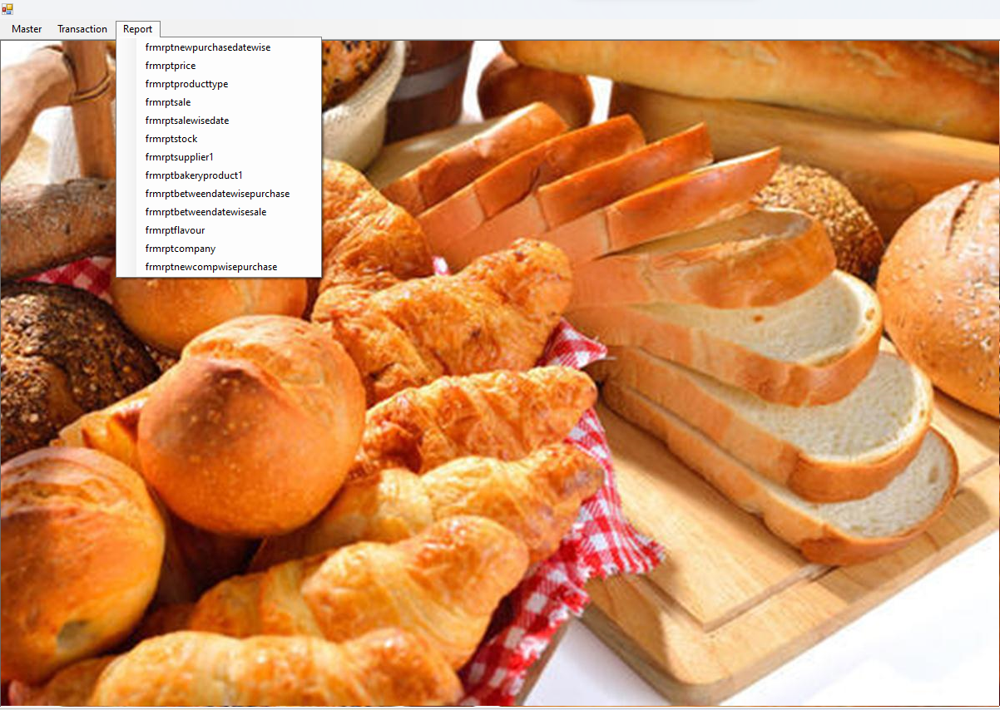 Master Transaction Report
frmrptnewpurchasedatewise
frmrptprice
frmrptproducttype
frmrptsale
frmrptsalewisedate
frmrptstock
frmrptsupplier1
frmrptbakeryproduct1
frmrptbetweendatewisepurchase
frmrptbetweendatewisesale
frmrptflavour
frmrptcompany
frmrptnewcompwisepurchase